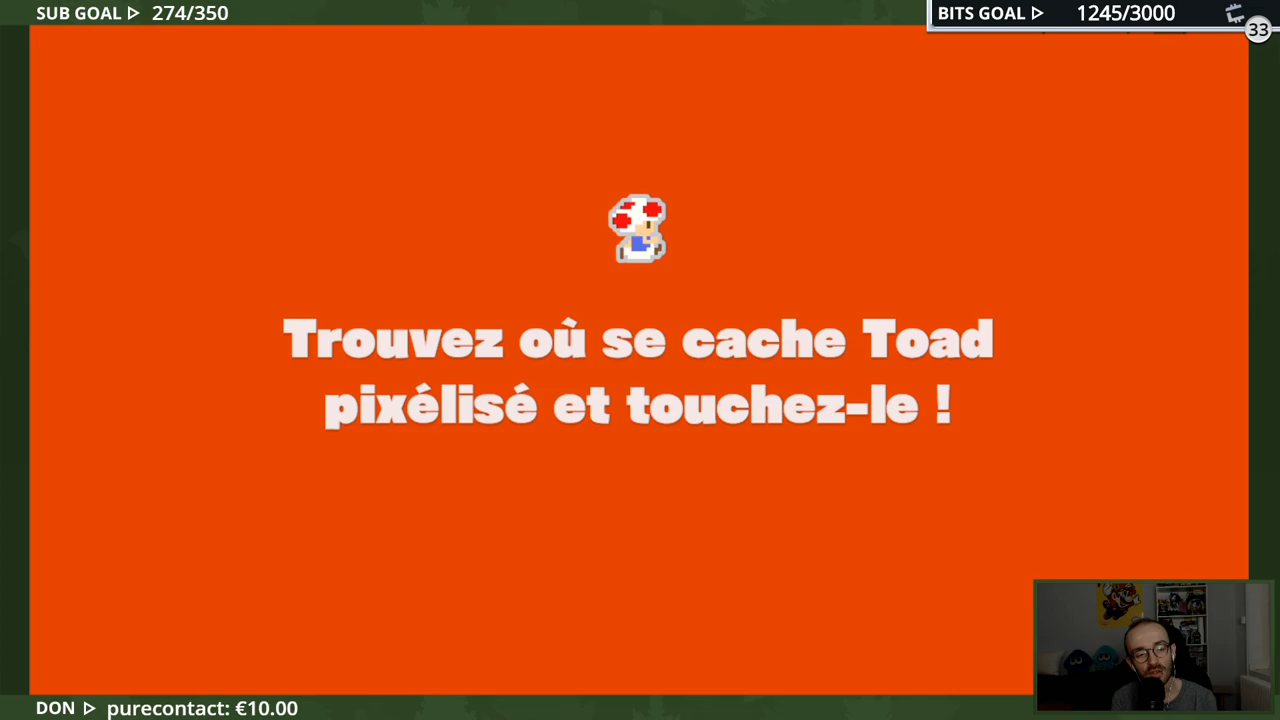 SUB GOAL ▷ 274/350
BITS GOAL ▷ 1245/3000
33
Trouvez où se cache Toad
pixélisé et touchez-le !
DON ▷ purecontact: €10.00